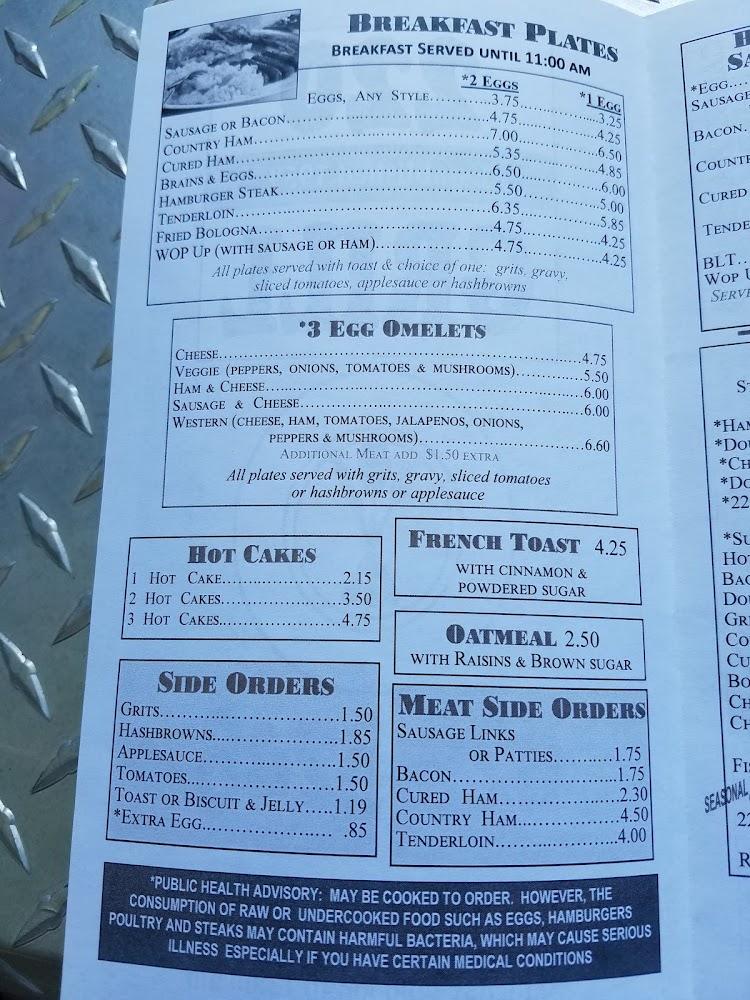 BREAKFAST PLATES
BREAKFAST SERVED UNTIL 11:00 AM
*2 EGGS *1 EGG
EGGS, ANY STYLE..............3.75..............3.25
SAUSAGE OR BACON..............4.75..............4.25
COUNTRY HAM..............7.00..............6.50
CURED HAM..............5.35..............4.85
BRAINS & EGGS..............6.50..............6.00
HAMBURGER STEAK..............5.50..............5.00
TENDERLOIN..............6.35..............5.85
FRIED BOLOGNA..............4.75..............4.25
WOP UP (WITH SAUSAGE OR HAM)..............4.75..............4.25
All plates served with toast & choice of one: grits, gravy,
sliced tomatoes, applesauce or hashbrowns
*3 EGG OMELETS
CHEESE..............4.75
VEGGIE (PEPPERS, ONIONS, TOMATOES & MUSHROOMS)..............5.50
HAM & CHEESE..............6.00
SAUSAGE & CHEESE..............6.00
WESTERN (CHEESE, HAM, TOMATOES, JALAPENOS, ONIONS,
PEPPERS & MUSHROOMS)..............6.60
ADDITIONAL MEAT ADD $1.50 EXTRA
All plates served with grits, gravy, sliced tomatoes
or hashbrowns or applesauce
HOT CAKES
1 HOT CAKE..............2.15
2 HOT CAKES..............3.50
3 HOT CAKES..............4.75
FRENCH TOAST 4.25
WITH CINNAMON &
POWDERED SUGAR
OATMEAL 2.50
WITH RAISINS & BROWN SUGAR
SIDE ORDERS
GRITS..............1.50
HASHBROWNS..............1.85
APPLESAUCE..............1.50
TOMATOES..............1.50
TOAST OR BISCUIT & JELLY.....1.19
*EXTRA EGG.............. .85
MEAT SIDE ORDERS
SAUSAGE LINKS
OR PATTIES.........1.75
BACON..............1.75
CURED HAM..............2.30
COUNTRY HAM..............4.50
TENDERLOIN..............4.00
*PUBLIC HEALTH ADVISORY: MAY BE COOKED TO ORDER. HOWEVER, THE
CONSUMPTION OF RAW OR UNDERCOOKED FOOD SUCH AS EGGS, HAMBURGERS
POULTRY AND STEAKS MAY CONTAIN HARMFUL BACTERIA, WHICH MAY CAUSE SERIOUS
ILLNESS ESPECIALLY IF YOU HAVE CERTAIN MEDICAL CONDITIONS
*EGG....
SAUSAGE
BACON.
CURED
BLT..
WOP
SEASONAL
22